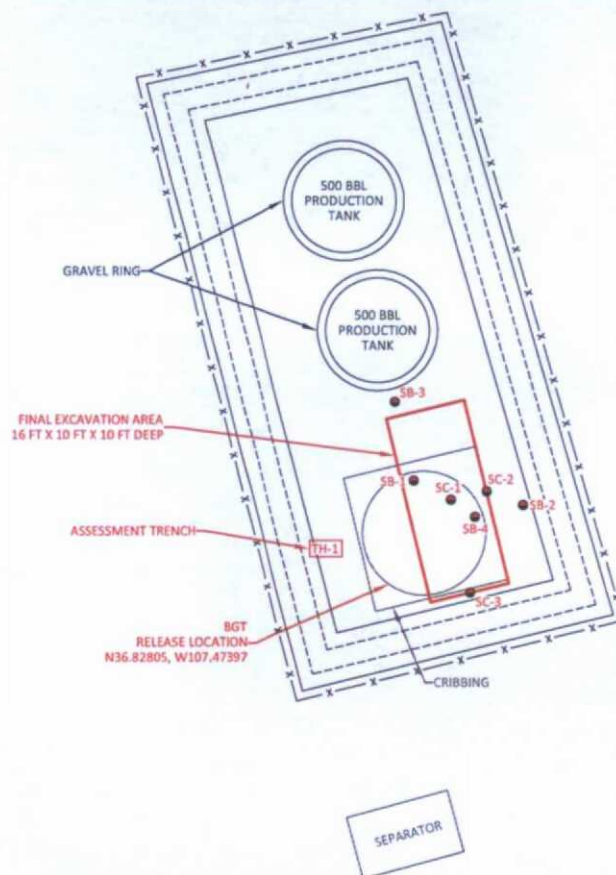 500 BBL
PRODUCTION
TANK
GRAVEL RING
500 BBL
PRODUCTION
TANK
SB-3
FINAL EXCAVATION AREA
16 FT X 10 FT X 10 FT DEEP
SB-1
SC-1
SC-2
SB-2
SB-4
ASSESSMENT TRENCH
TH-1
SC-3
BGT
RELEASE LOCATION
N36.82805, W107.47397
CRIBBING
SEPARATOR